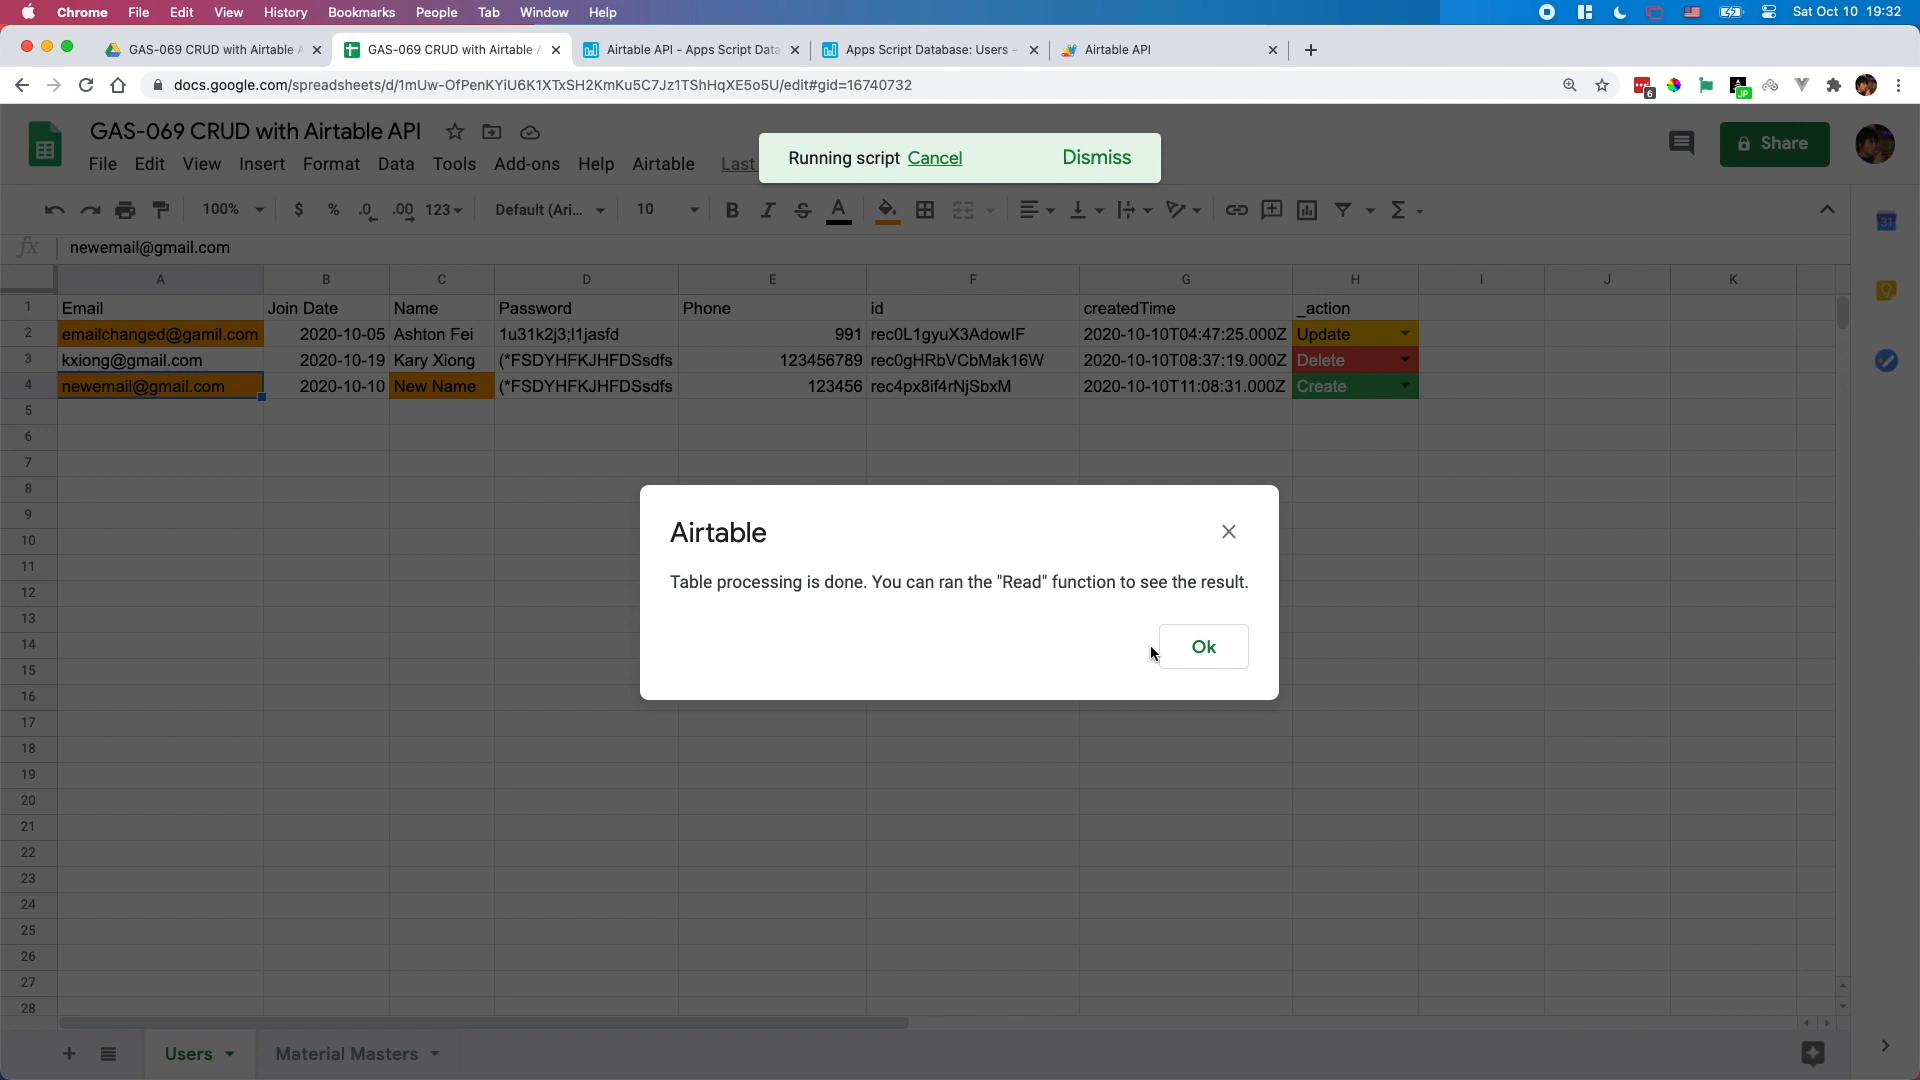 Chrome File Edit View History Bookmarks People Tab Window Help Sat Oct 10 19:32
GAS-069 CRUD with Airtable A GAS-069 CRUD with Airtable A Airtable API - Apps Script Data Apps Script Database: Users - Airtable API
docs.google.com/spreadsheets/d/1mUw-OfPenKYiU6K1XTxSH2KmKu5C7Jz1TShHqXE5o5U/edit#gid=16740732 6 JP
GAS-069 CRUD with Airtable API
Running script Cancel Dismiss
Share
File Edit View Insert Format Data Tools Add-ons Help Airtable Last
100% $ % .0 .00 123 Default (Ari... 10 B I S A Σ
31
fx newemail@gmail.com
A B C D E F G H I J K
1 Email Join Date Name Password Phone id createdTime _action
2 emailchanged@gamil.com 2020-10-05 Ashton Fei 1u31k2j3;l1jasfd 991 rec0L1gyuX3AdowIF 2020-10-10T04:47:25.000Z Update
3 kxiong@gmail.com 2020-10-19 Kary Xiong (*FSDYHFKJHFDSsdfs 123456789 rec0gHRbVCbMak16W 2020-10-10T08:37:19.000Z Delete
4 newemail@gmail.com 2020-10-10 New Name (*FSDYHFKJHFDSsdfs 123456 rec4px8if4rNjSbxM 2020-10-10T11:08:31.000Z Create
5
6
7
8
9
10
11
12
13
14
15
16
17
18
19
20
21
22
23
24
25
26
27
28
Airtable
Table processing is done. You can ran the "Read" function to see the result.
Ok
Users Material Masters